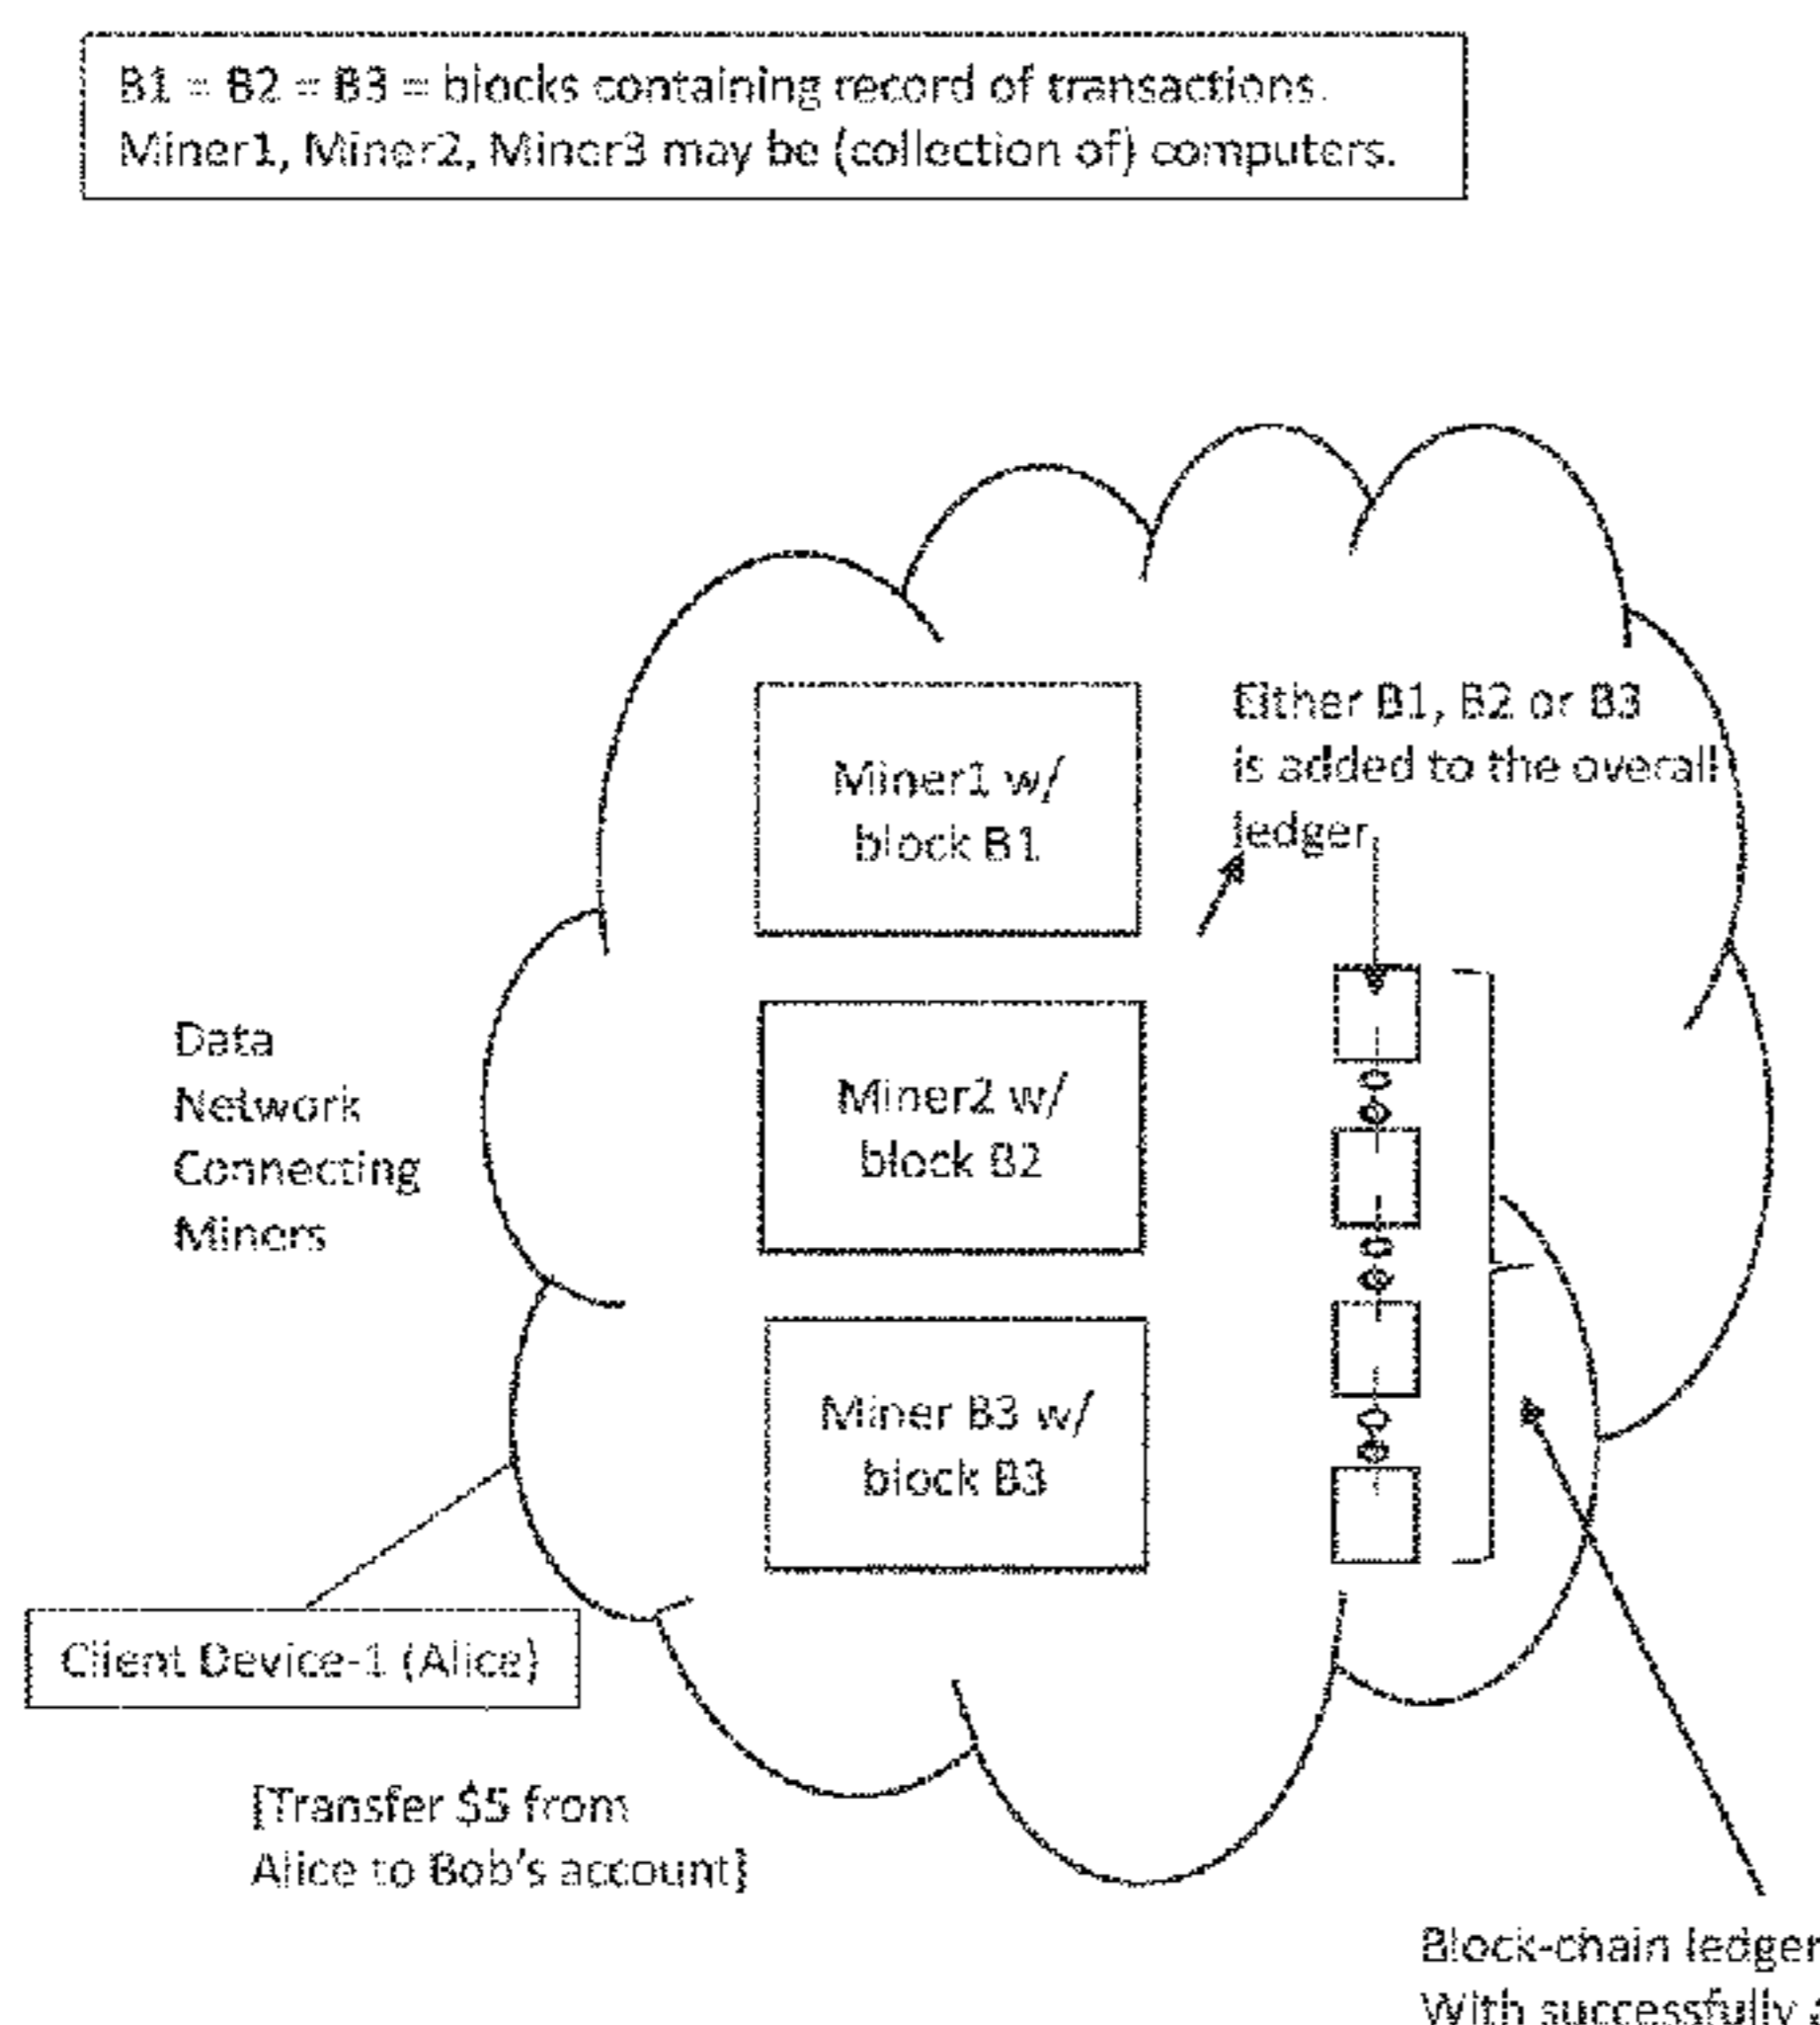 B1 = B2 = B3 = blocks containing record of transactions.
Miner1, Miner2, Miner3 may be (collection of) computers.
Either B1, B2 or B3
is added to the overall
ledger
Miner1 w/
block B1
Data
Network
Connecting
Miners
Miner2 w/
block B2
Miner B3 w/
block B3
Client Device-1 (Alice)
[Transfer $5 from
Alice to Bob's account]
Block-chain ledger
With successfully